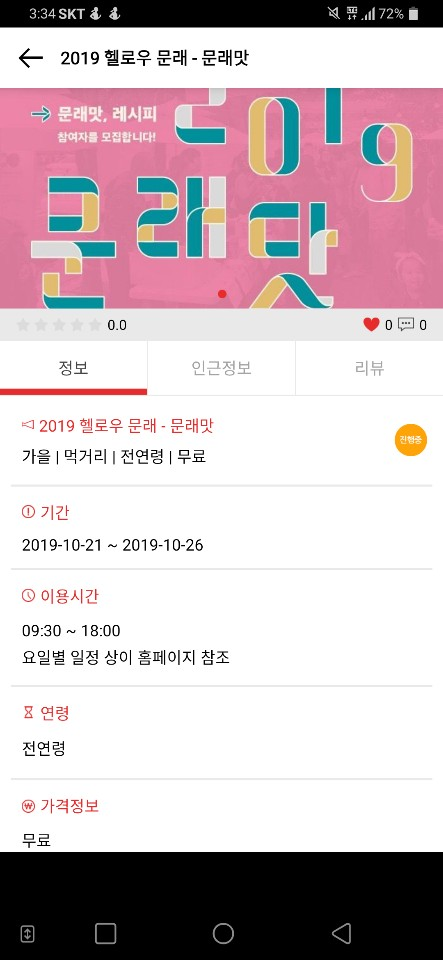 3:34 SKT 72%
2019 헬로우 문래 - 문래맛
문래맛, 레시피
참여자를 모집합니다!
2019
문래맛
0.0 0 0
정보 인근정보 리뷰
2019 헬로우 문래 - 문래맛
진행중
가을 | 먹거리 | 전연령 | 무료
기간
2019-10-21 ~ 2019-10-26
이용시간
09:30 ~ 18:00
요일별 일정 상이 홈페이지 참조
연령
전연령
가격정보
무료